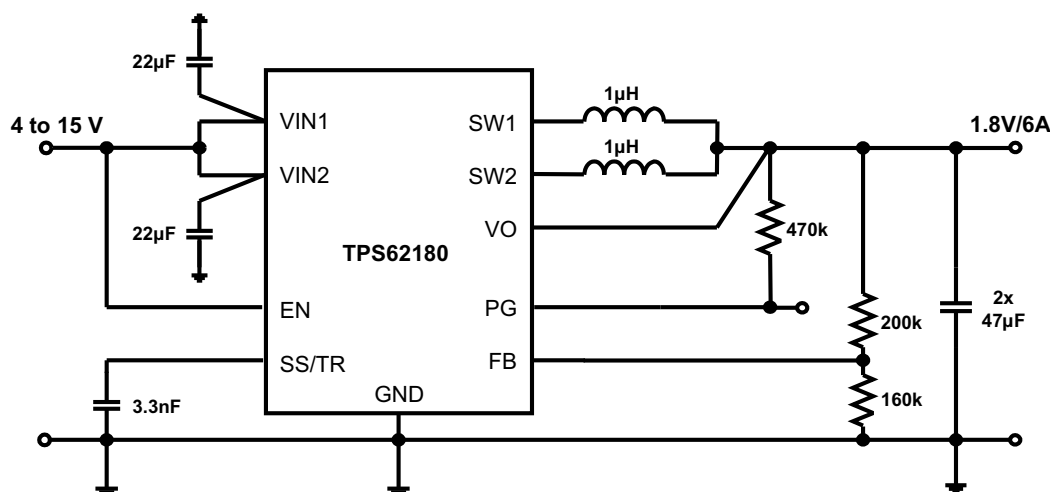 22µF
4 to 15 V
22µF
3.3nF
VIN1
VIN2
EN
SS/TR
GND
TPS62180
SW1
SW2
VO
PG
FB
1µH
1µH
1.8V/6A
470k
200k
160k
2x
47µF